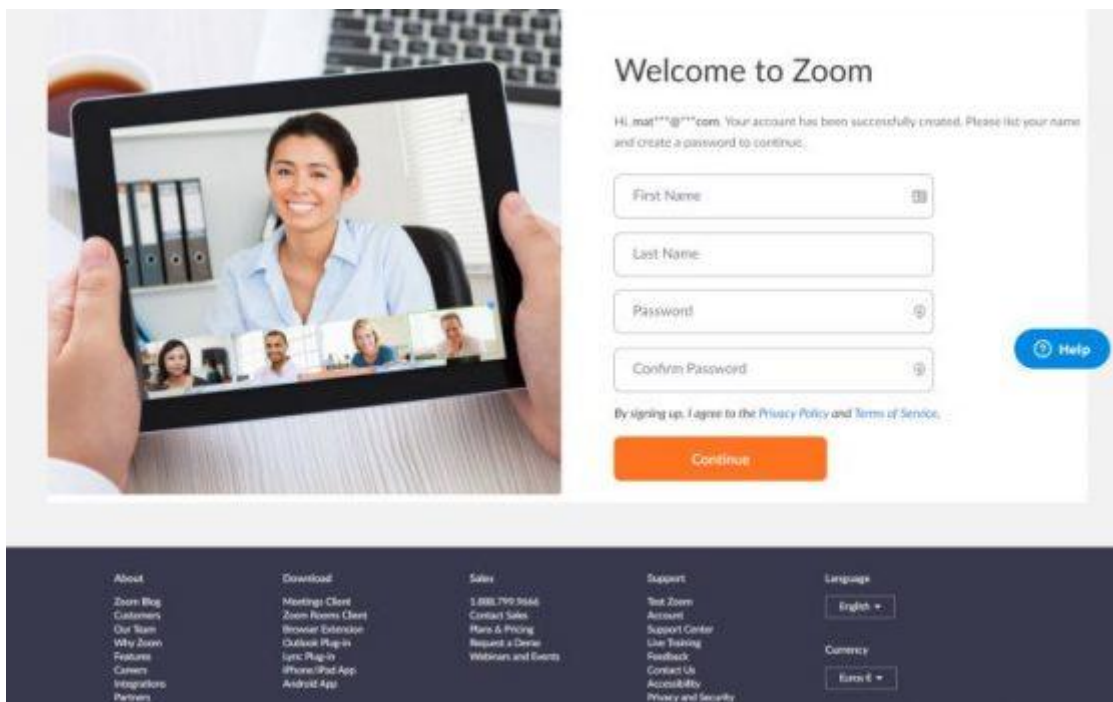 Welcome to Zoom
Hi, mat***@***com. Your account has been successfully created. Please list your name
and create a password to continue.
First Name
Last Name
Password
Confirm Password
By signing up, I agree to the Privacy Policy and Terms of Service.
Continue
Help
About
Zoom Blog
Customers
Our Team
Why Zoom
Features
Careers
Integrations
Partners
Download
Meetings Client
Zoom Rooms Client
Browser Extension
Outlook Plug-in
Lync Plug-in
iPhone/iPad App
Android App
Sales
1.888.799.9666
Contact Sales
Plans & Pricing
Request a Demo
Webinars and Events
Support
Test Zoom
Account
Support Center
Live Training
Feedback
Contact Us
Accessibility
Privacy and Security
Language
English
Currency
Euros €